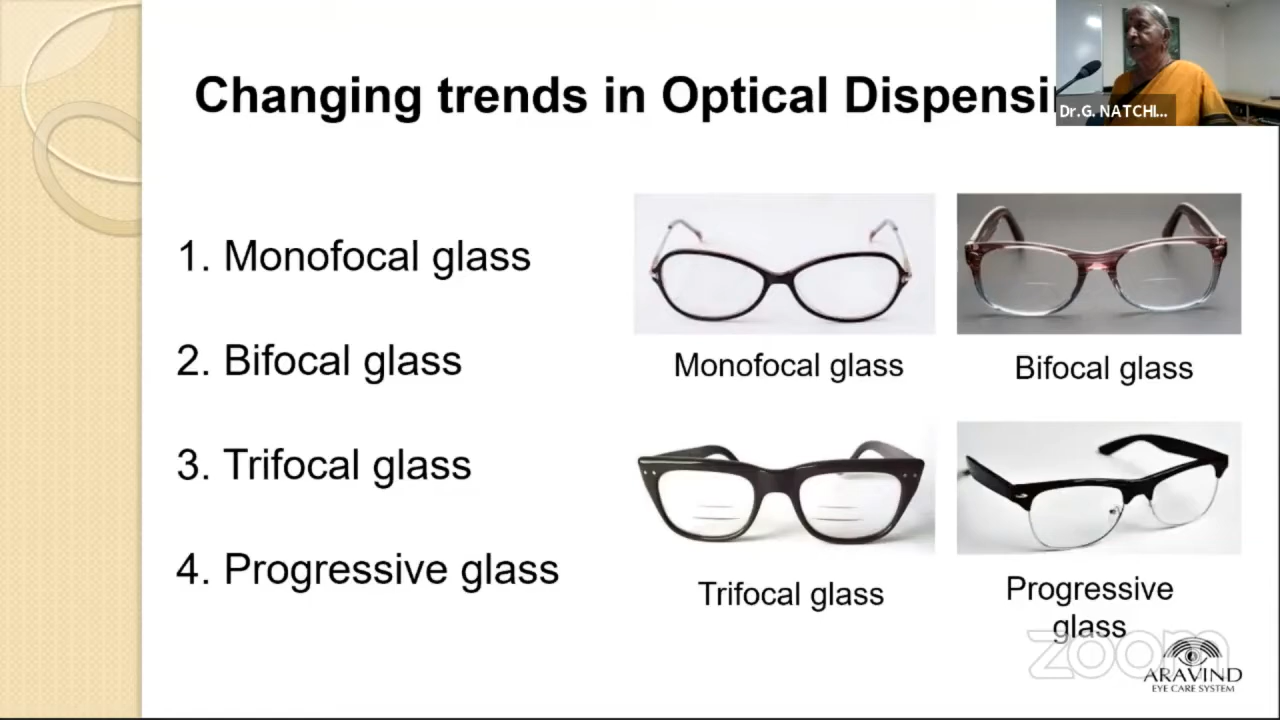 Changing trends in Optical Dispensi
Dr.G. NATCHI...
1. Monofocal glass
2. Bifocal glass
3. Trifocal glass
4. Progressive glass
Monofocal glass
Bifocal glass
Trifocal glass
Progressive
glass
zoom
ARAVIND
EYE CARE SYSTEM